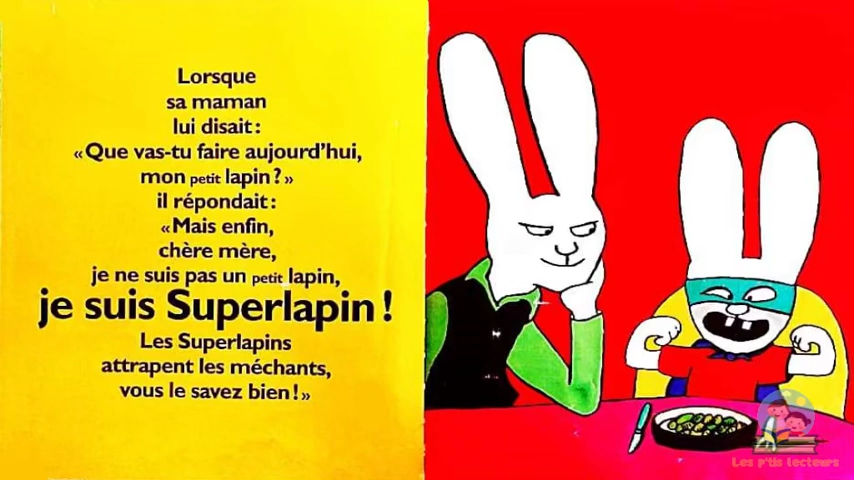 Lorsque
sa maman
lui disait :
« Que vas-tu faire aujourd'hui,
mon petit lapin ? »
il répondait :
« Mais enfin,
chère mère,
je ne suis pas un petit lapin,
je suis Superlapin !
Les Superlapins
attrapent les méchants,
vous le savez bien ! »
Les p'tis lecteurs